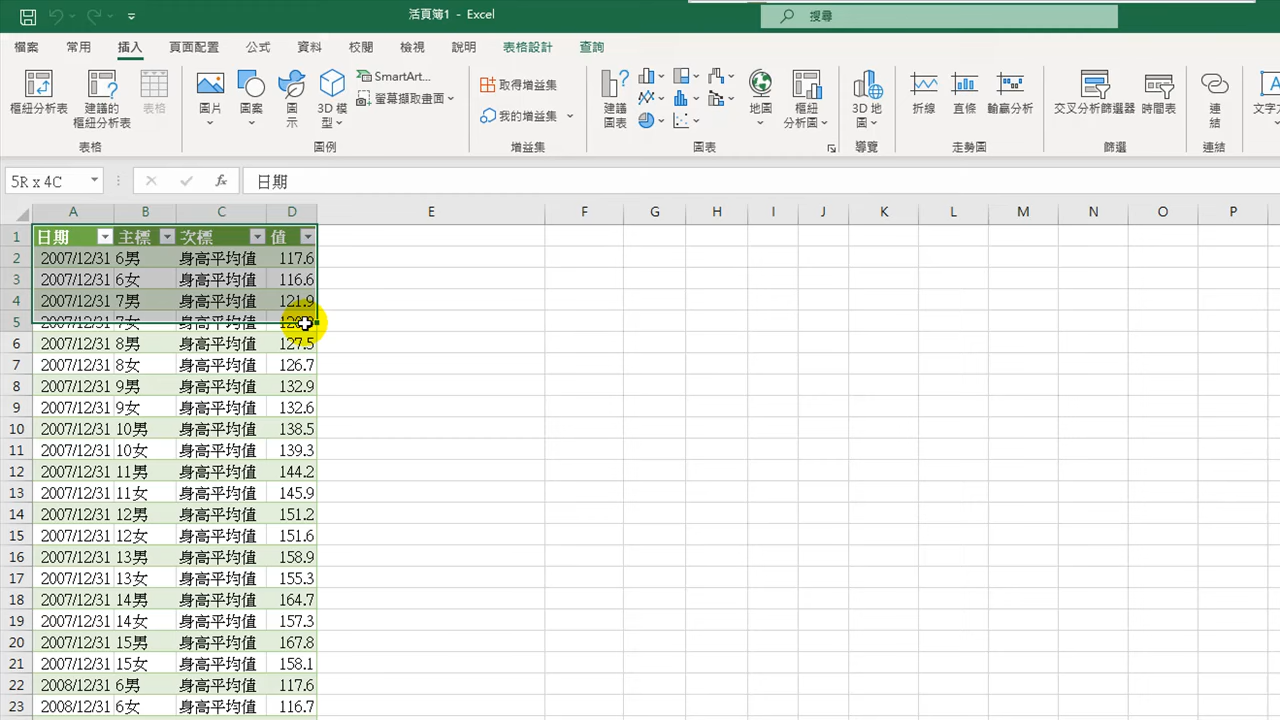 活頁簿1 - Excel
搜尋
檔案 常用 插入 頁面配置 公式 資料 校閱 檢視 說明 表格設計 查詢
樞紐分析表
建議的
樞紐分析表
表格
圖片
圖案
圖
示
3D 模
型
SmartArt...
螢幕擷取畫面
取得增益集
我的增益集
建議
圖表
地圖
樞紐
分析圖
3D 地
圖
折線
直條
輸贏分析
交叉分析篩選器
時間表
連
結
文字
表格 圖例 增益集 圖表 導覽 走勢圖 篩選 連結
5R x 4C fx 日期
A B C D E F G H I J K L M N O P
1 日期 主標 次標 值
2 2007/12/31 6男 身高平均值 117.6
3 2007/12/31 6女 身高平均值 116.6
4 2007/12/31 7男 身高平均值 121.9
5 2007/12/31 7女 身高平均值
6 2007/12/31 8男 身高平均值 127.5
7 2007/12/31 8女 身高平均值 126.7
8 2007/12/31 9男 身高平均值 132.9
9 2007/12/31 9女 身高平均值 132.6
10 2007/12/31 10男 身高平均值 138.5
11 2007/12/31 10女 身高平均值 139.3
12 2007/12/31 11男 身高平均值 144.2
13 2007/12/31 11女 身高平均值 145.9
14 2007/12/31 12男 身高平均值 151.2
15 2007/12/31 12女 身高平均值 151.6
16 2007/12/31 13男 身高平均值 158.9
17 2007/12/31 13女 身高平均值 155.3
18 2007/12/31 14男 身高平均值 164.7
19 2007/12/31 14女 身高平均值 157.3
20 2007/12/31 15男 身高平均值 167.8
21 2007/12/31 15女 身高平均值 158.1
22 2008/12/31 6男 身高平均值 117.6
23 2008/12/31 6女 身高平均值 116.7